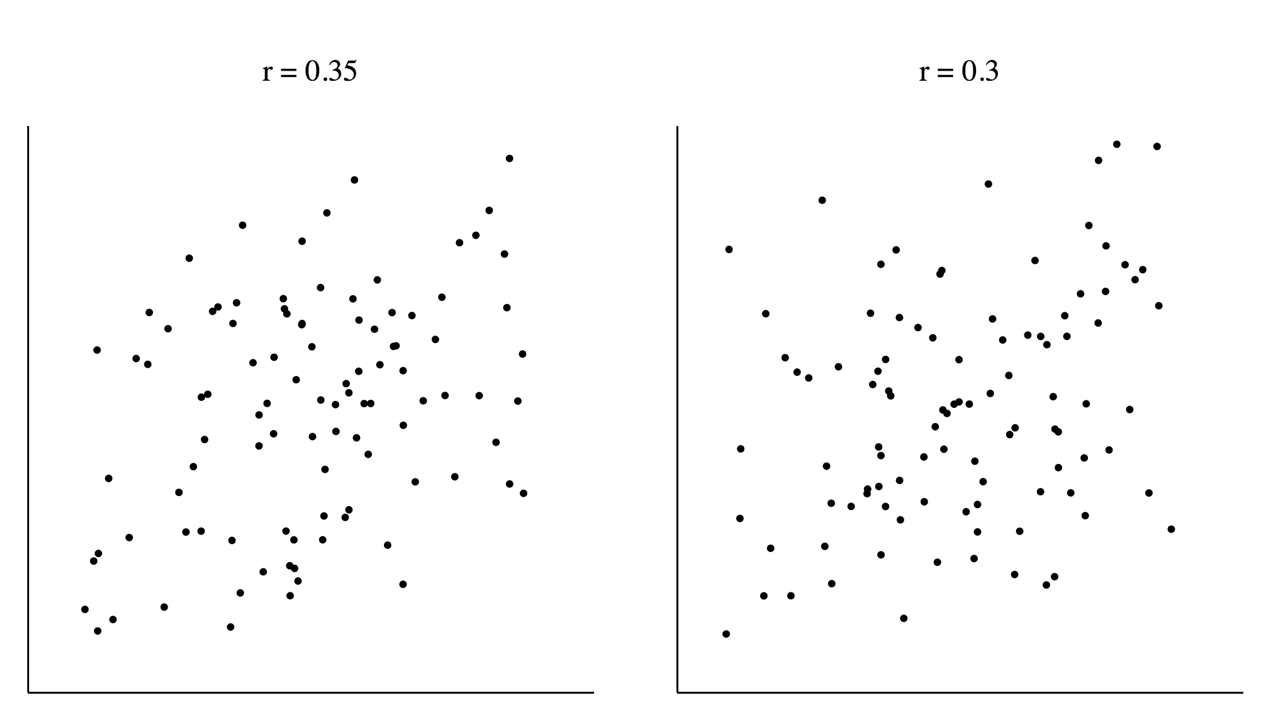 r = 0.35
r = 0.3